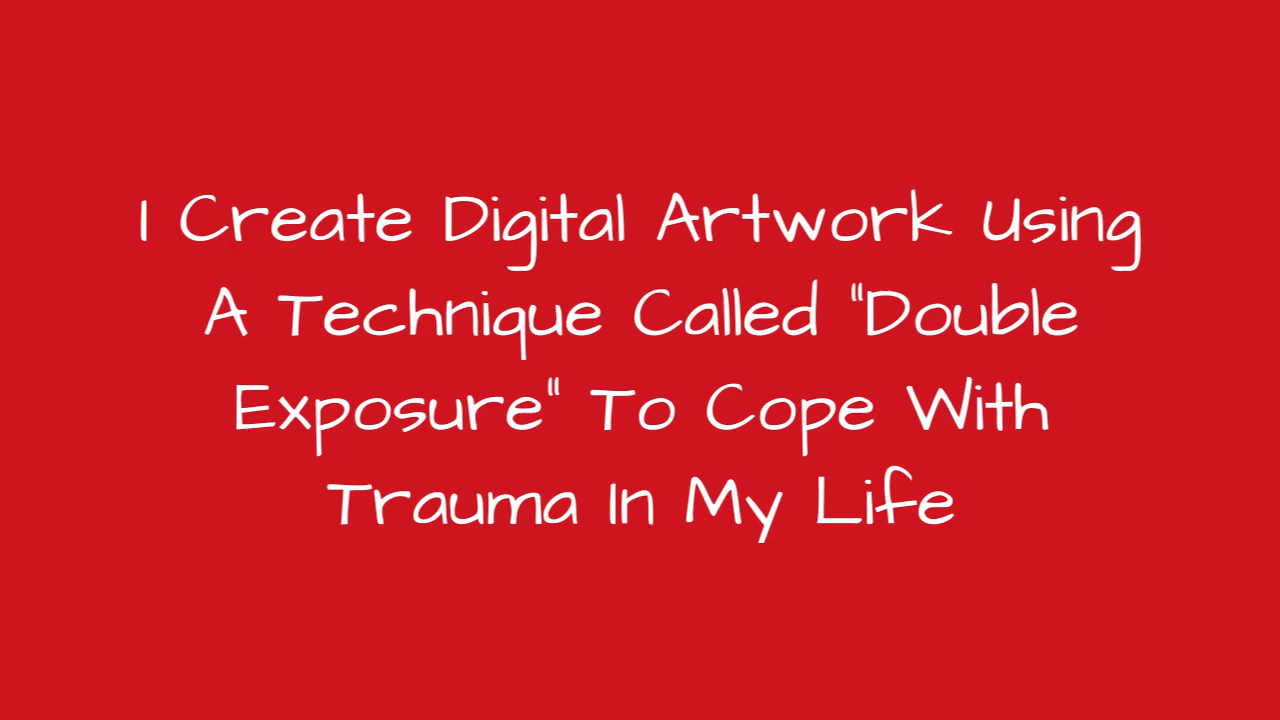 I Create Digital Artwork Using
A Technique Called "Double
Exposure" To Cope With
Trauma In My Life